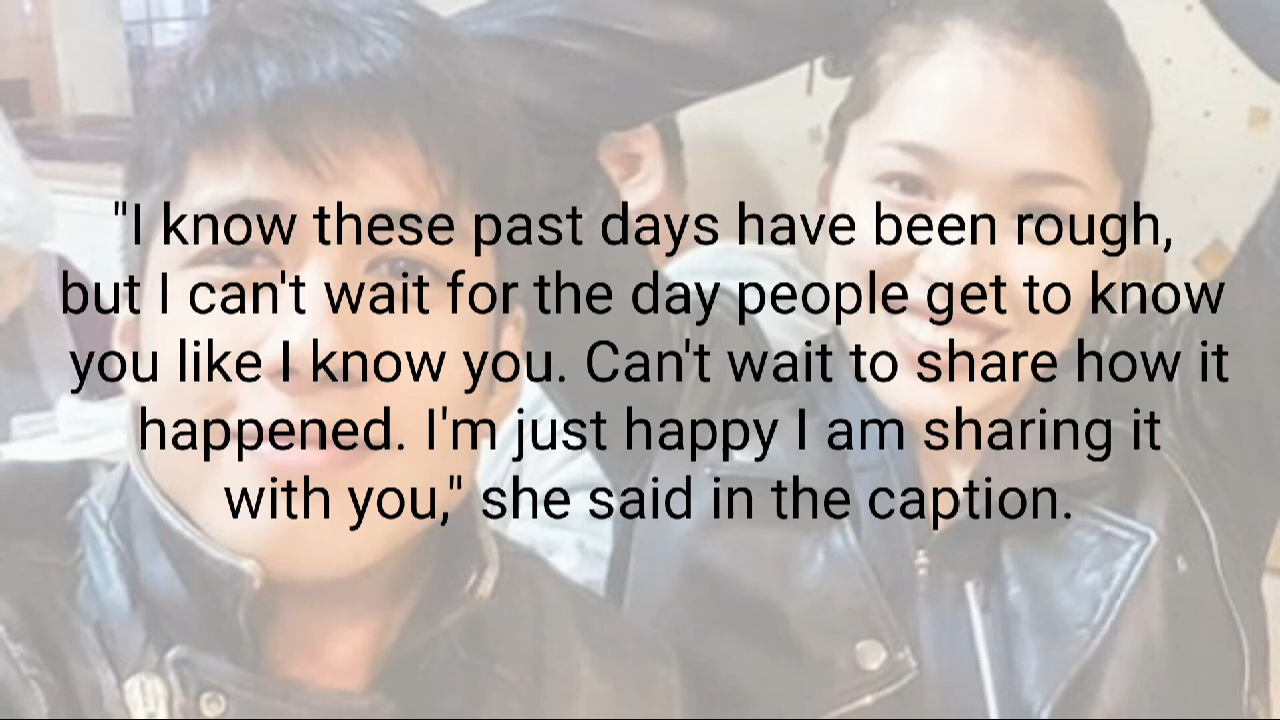 "I know these past days have been rough,
but I can't wait for the day people get to know
you like I know you. Can't wait to share how it
happened. I'm just happy I am sharing it
with you," she said in the caption.